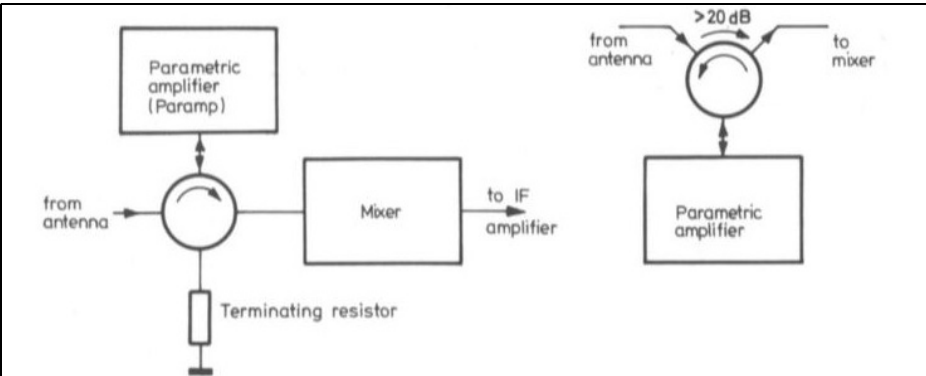 Parametric
amplifier
(Paramp)
from
antenna
Mixer
to IF
amplifier
Terminating resistor
>20 dB
from
antenna
to
mixer
Parametric
amplifier